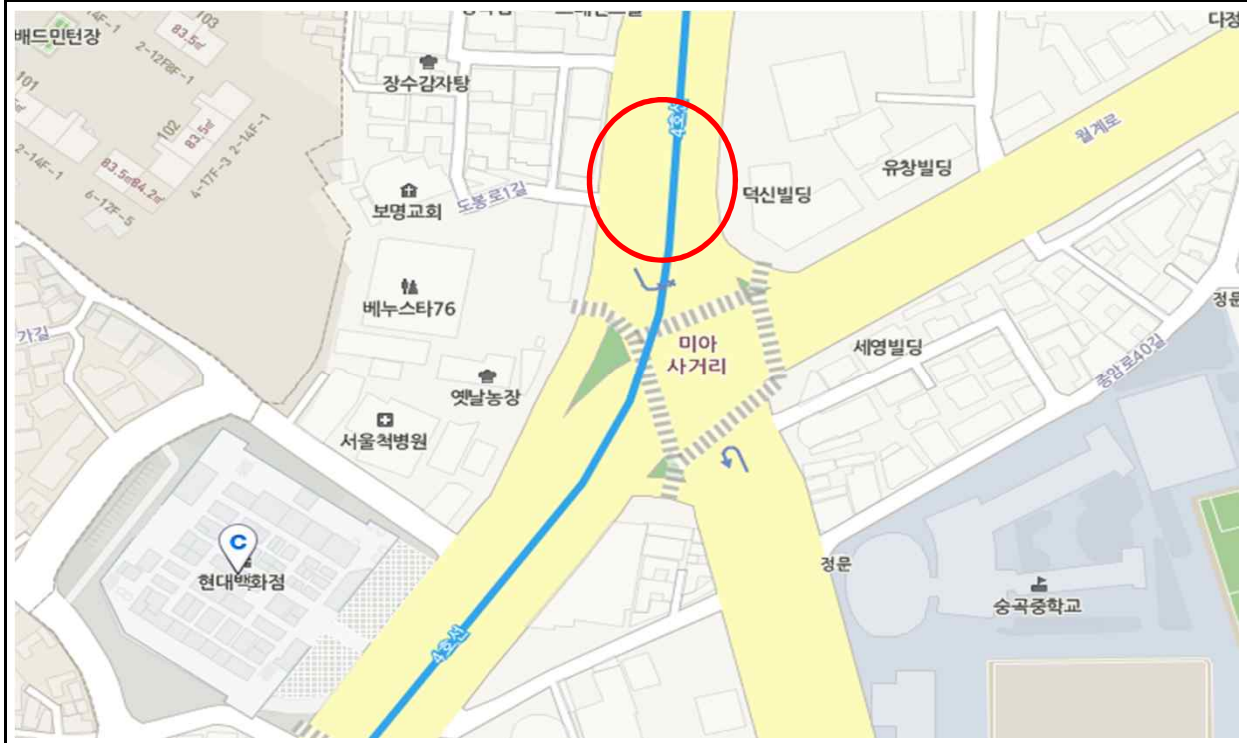 103
83.5㎡
2-12F8F-1
배드민턴장
다정
장수감자탕
4호선
월계로
101
102
83.5㎡
2-14F-1
4-17F-3
83.5㎡
84.2㎡
2-14F-1
6-12F-5
유창빌딩
덕신빌딩
보명교회
도봉로1길
베누스타76
정문
가길
미아
사거리
세영빌딩
종암로40길
옛날농장
서울척병원
C
현대백화점
정문
숭곡중학교
4호선